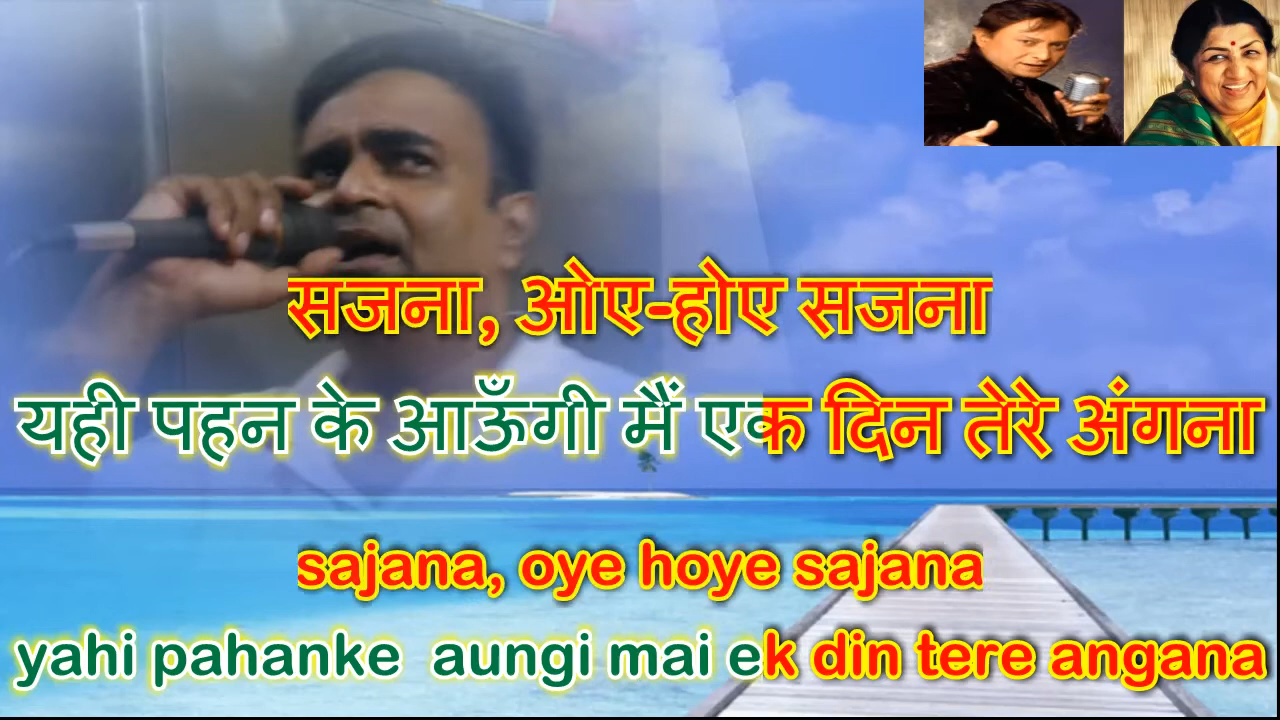 सजना, ओए-होए सजना
यही पहन के आऊँगी मैं एक दिन तेरे अंगना
sajana, oye hoye sajana
yahi pahanke aungi mai ek din tere angana